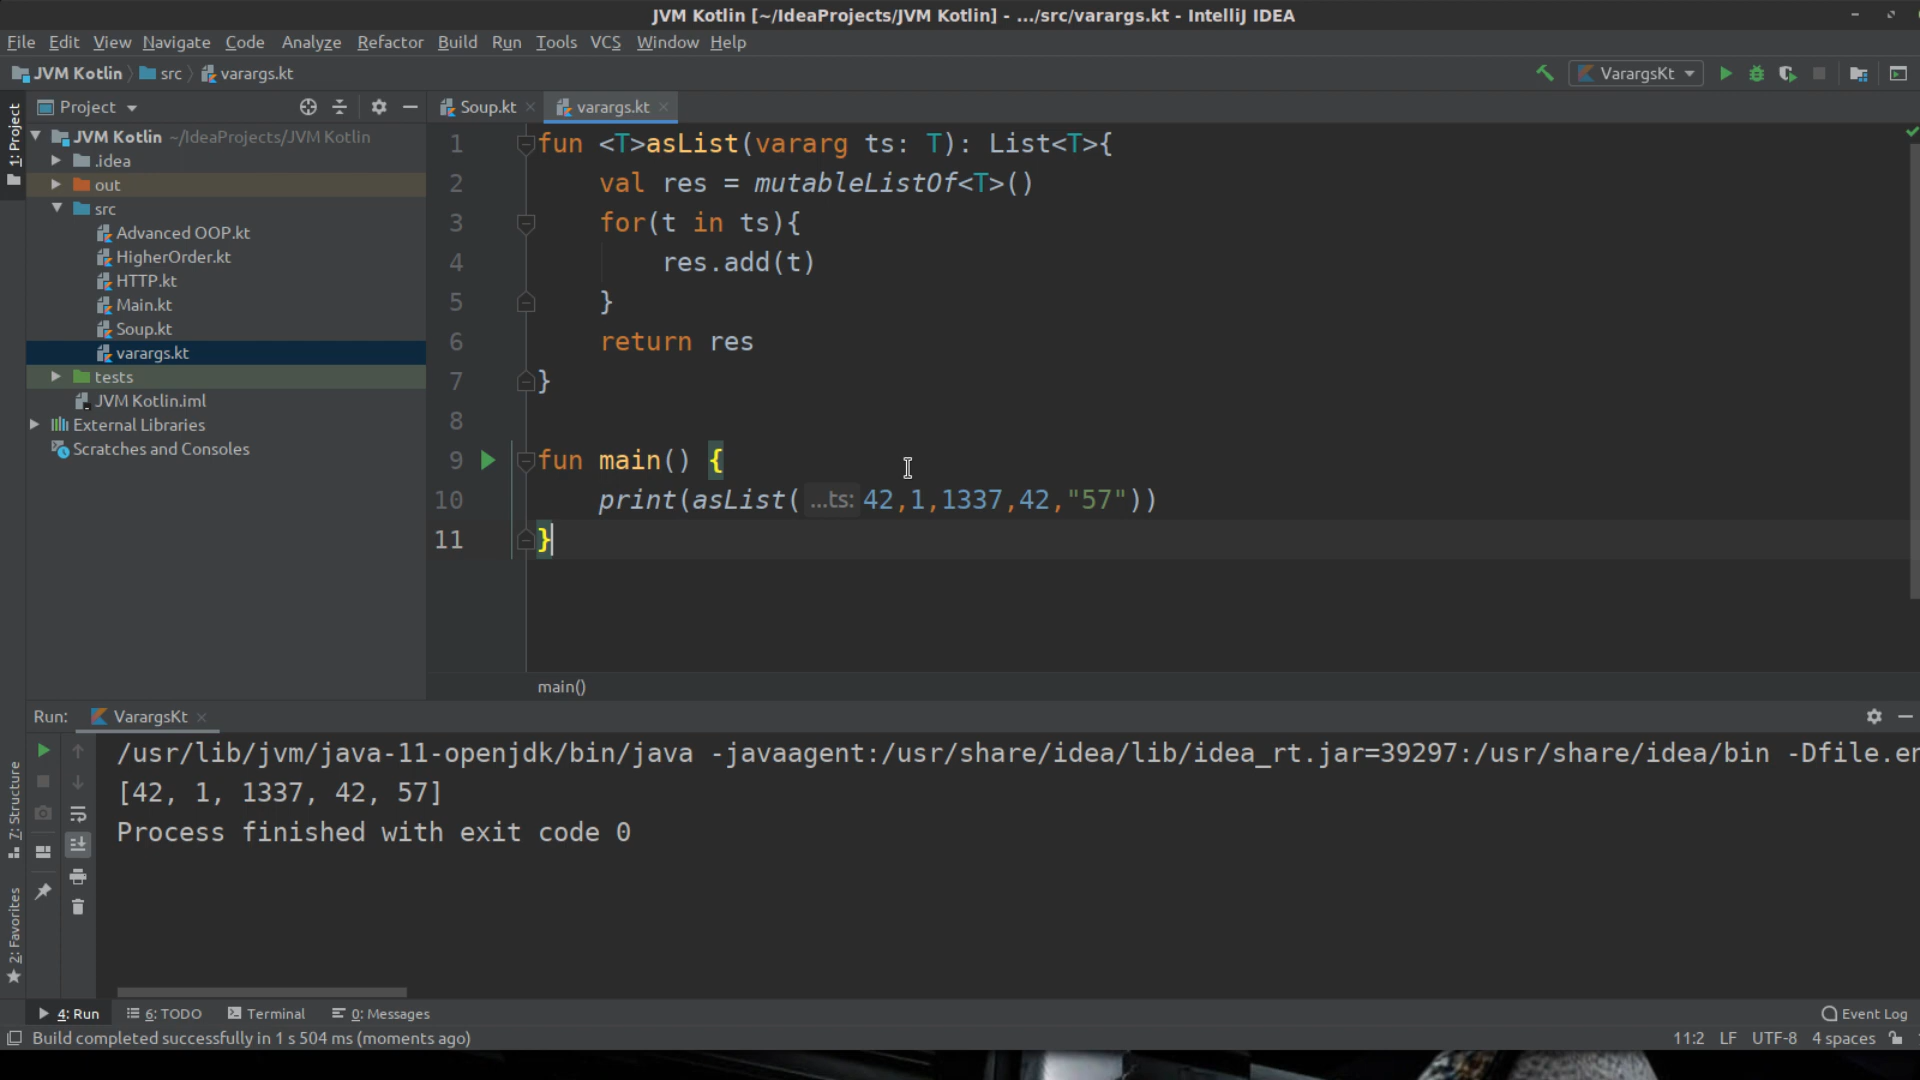 JVM Kotlin [~/IdeaProjects/JVM Kotlin] - .../src/varargs.kt - IntelliJ IDEA
File Edit View Navigate Code Analyze Refactor Build Run Tools VCS Window Help
JVM Kotlin src varargs.kt VarargsKt
1: Project
Project
JVM Kotlin ~/IdeaProjects/JVM Kotlin
.idea
out
src
Advanced OOP.kt
HigherOrder.kt
HTTP.kt
Main.kt
Soup.kt
varargs.kt
tests
JVM Kotlin.iml
External Libraries
Scratches and Consoles
Soup.kt varargs.kt
1 fun <T>asList(vararg ts: T): List<T>{
2 val res = mutableListOf<T>()
3 for(t in ts){
4 res.add(t)
5 }
6 return res
7 }
8
9 fun main() {
10 print(asList( ...ts: 42,1,1337,42,"57"))
11 }
main()
Run: VarargsKt
/usr/lib/jvm/java-11-openjdk/bin/java -javaagent:/usr/share/idea/lib/idea_rt.jar=39297:/usr/share/idea/bin -Dfile.en
[42, 1, 1337, 42, 57]
Process finished with exit code 0
7: Structure
2: Favorites
4: Run 6: TODO Terminal 0: Messages Event Log
Build completed successfully in 1 s 504 ms (moments ago) 11:2 LF UTF-8 4 spaces